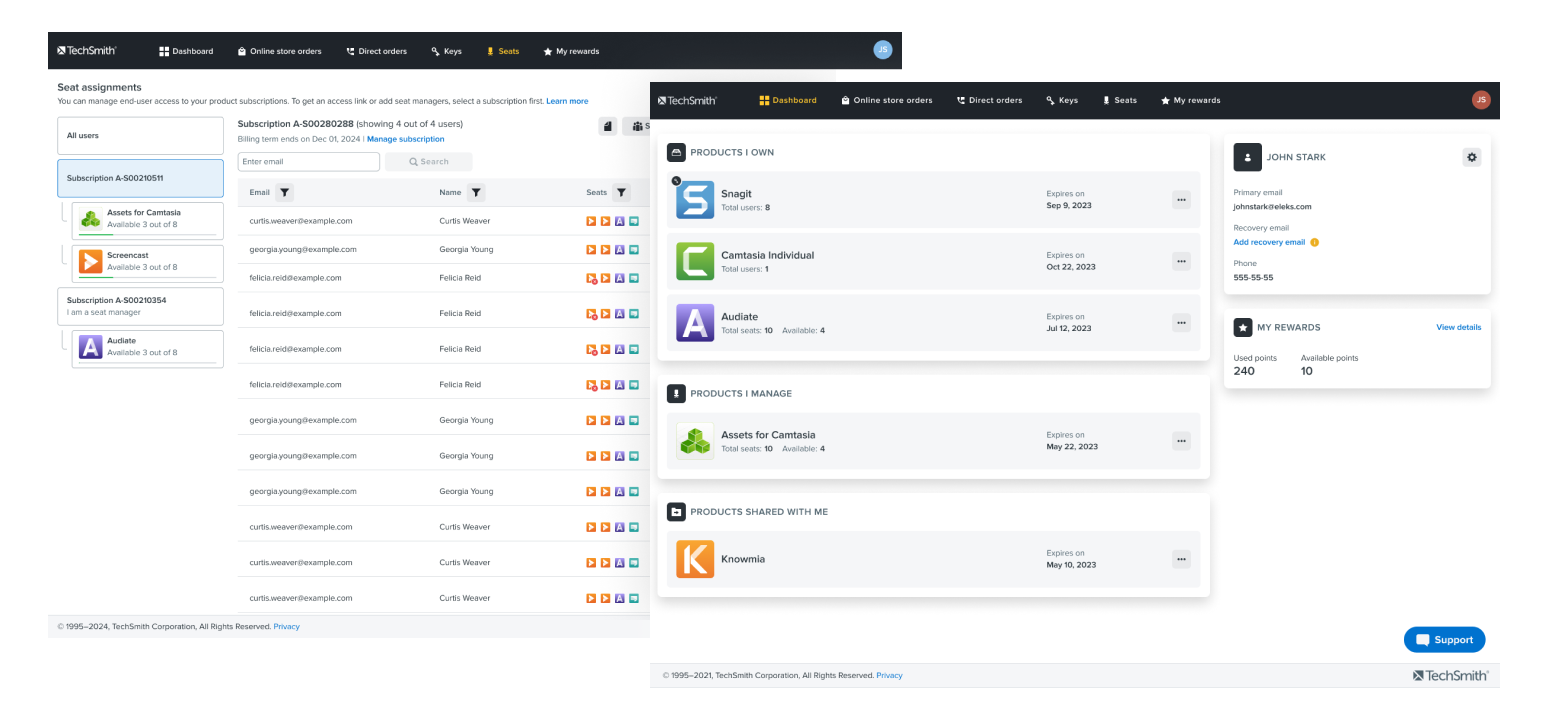 TechSmith®
Dashboard
Online store orders
Direct orders
Keys
Seats
My rewards
JS
Seat assignments
You can manage end-user access to your product subscriptions. To get an access link or add seat managers, select a subscription first. Learn more
All users
Subscription A-S00210511
Assets for Camtasia
Available 3 out of 8
Screencast
Available 3 out of 8
Subscription A-S00210354
I am a seat manager
Audiate
Available 3 out of 8
Subscription A-S00280288 (showing 4 out of 4 users)
Billing term ends on Dec 01, 2024 | Manage subscription
S
Enter email
Search
Email Name Seats
curtis.weaver@example.com Curtis Weaver
georgia.young@example.com Georgia Young
felicia.reid@example.com Felicia Reid
felicia.reid@example.com Felicia Reid
felicia.reid@example.com Felicia Reid
felicia.reid@example.com Felicia Reid
georgia.young@example.com Georgia Young
georgia.young@example.com Georgia Young
georgia.young@example.com Georgia Young
curtis.weaver@example.com Curtis Weaver
curtis.weaver@example.com Curtis Weaver
curtis.weaver@example.com Curtis Weaver
© 1995–2024, TechSmith Corporation, All Rights Reserved. Privacy
TechSmith®
Dashboard
Online store orders
Direct orders
Keys
Seats
My rewards
JS
PRODUCTS I OWN
Snagit
Total users: 8
Expires on
Sep 9, 2023
Camtasia Individual
Total users: 1
Expires on
Oct 22, 2023
Audiate
Total seats: 10 Available: 4
Expires on
Jul 12, 2023
PRODUCTS I MANAGE
Assets for Camtasia
Total seats: 10 Available: 4
Expires on
May 22, 2023
PRODUCTS SHARED WITH ME
Knowmia
Expires on
May 10, 2023
JOHN STARK
Primary email
johnstark@eleks.com
Recovery email
Add recovery email
Phone
555-55-55
MY REWARDS
View details
Used points Available points
240 10
Support
© 1995–2021, TechSmith Corporation, All Rights Reserved. Privacy
TechSmith®